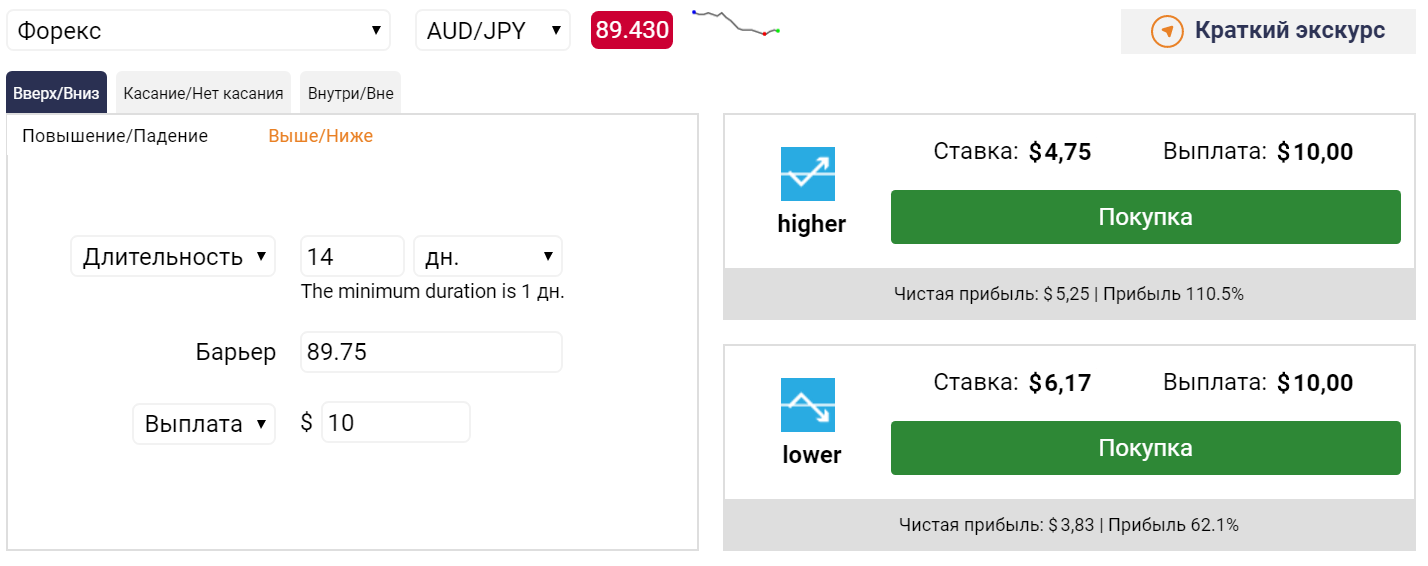 Форекс AUD/JPY 89.430 Краткий экскурс
Вверх/Вниз Касание/Нет касания Внутри/Вне
Повышение/Падение Выше/Ниже
Длительность 14 дн.
The minimum duration is 1 дн.
Барьер 89.75
Выплата $ 10
Ставка: $4,75 Выплата: $10,00
higher
Покупка
Чистая прибыль: $5,25 | Прибыль 110.5%
Ставка: $6,17 Выплата: $10,00
lower
Покупка
Чистая прибыль: $3,83 | Прибыль 62.1%